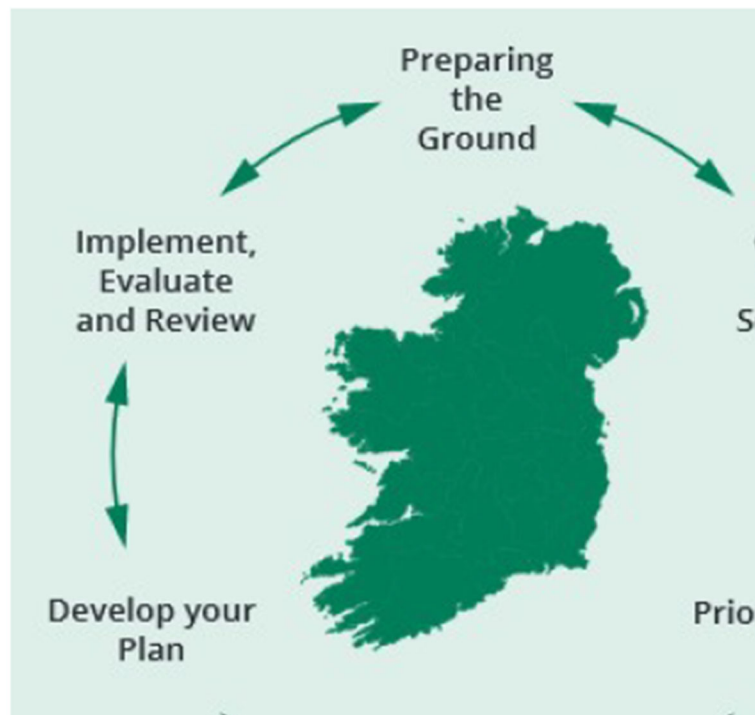 Preparing
the
Ground
Implement,
Evaluate
and Review
Develop your
Plan